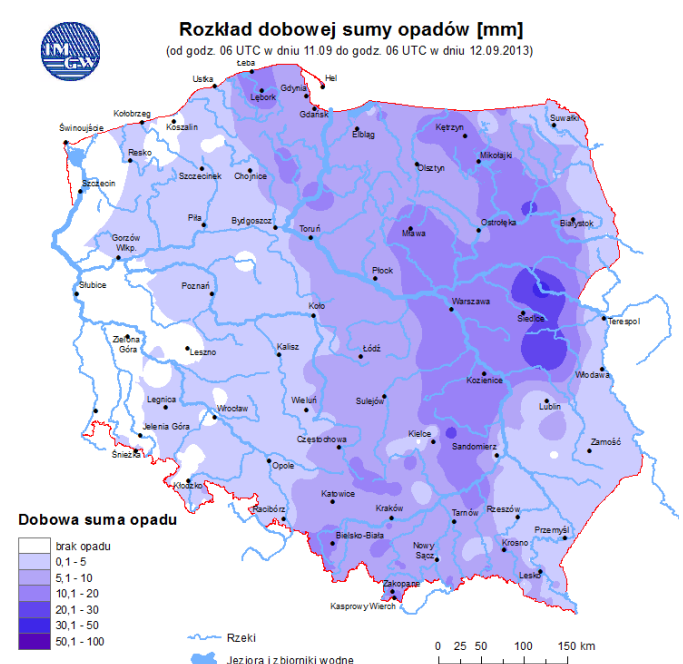 Rozkład dobowej sumy opadów [mm]
(od godz. 06 UTC w dniu 11.09 do godz. 06 UTC w dniu 12.09.2013)
IM
GW
Łeba
Hel
Ustka
Gdynia
Lębork
Gdańsk
Kołobrzeg
Koszalin
Suwałki
Świnoujście
Elbląg
Kętrzyn
Resko
Mikołajki
Szczecinek
Chojnice
Olsztyn
Szczecin
Piła
Bydgoszcz
Toruń
Mława
Ostrołęka
Białystok
Gorzów
Wlkp.
Płock
Słubice
Poznań
Koło
Warszawa
Siedlce
Terespol
Zielona
Góra
Leszno
Kalisz
Łódź
Kozienice
Włodawa
Legnica
Wrocław
Wieluń
Sulejów
Lublin
Jelenia Góra
Kielce
Częstochowa
Sandomierz
Zamość
Śnieżka
Opole
Kłodzko
Katowice
Racibórz
Kraków
Tarnów
Rzeszów
Przemyśl
Bielsko-Biała
Nowy
Sącz
Krosno
Lesko
Zakopane
Kasprowy Wierch
Dobowa suma opadu
brak opadu
0,1 - 5
5,1 - 10
10,1 - 20
20,1 - 30
30,1 - 50
50,1 - 100
Rzeki
Jeziora i zbiorniki wodne
0 25 50 100 150 km